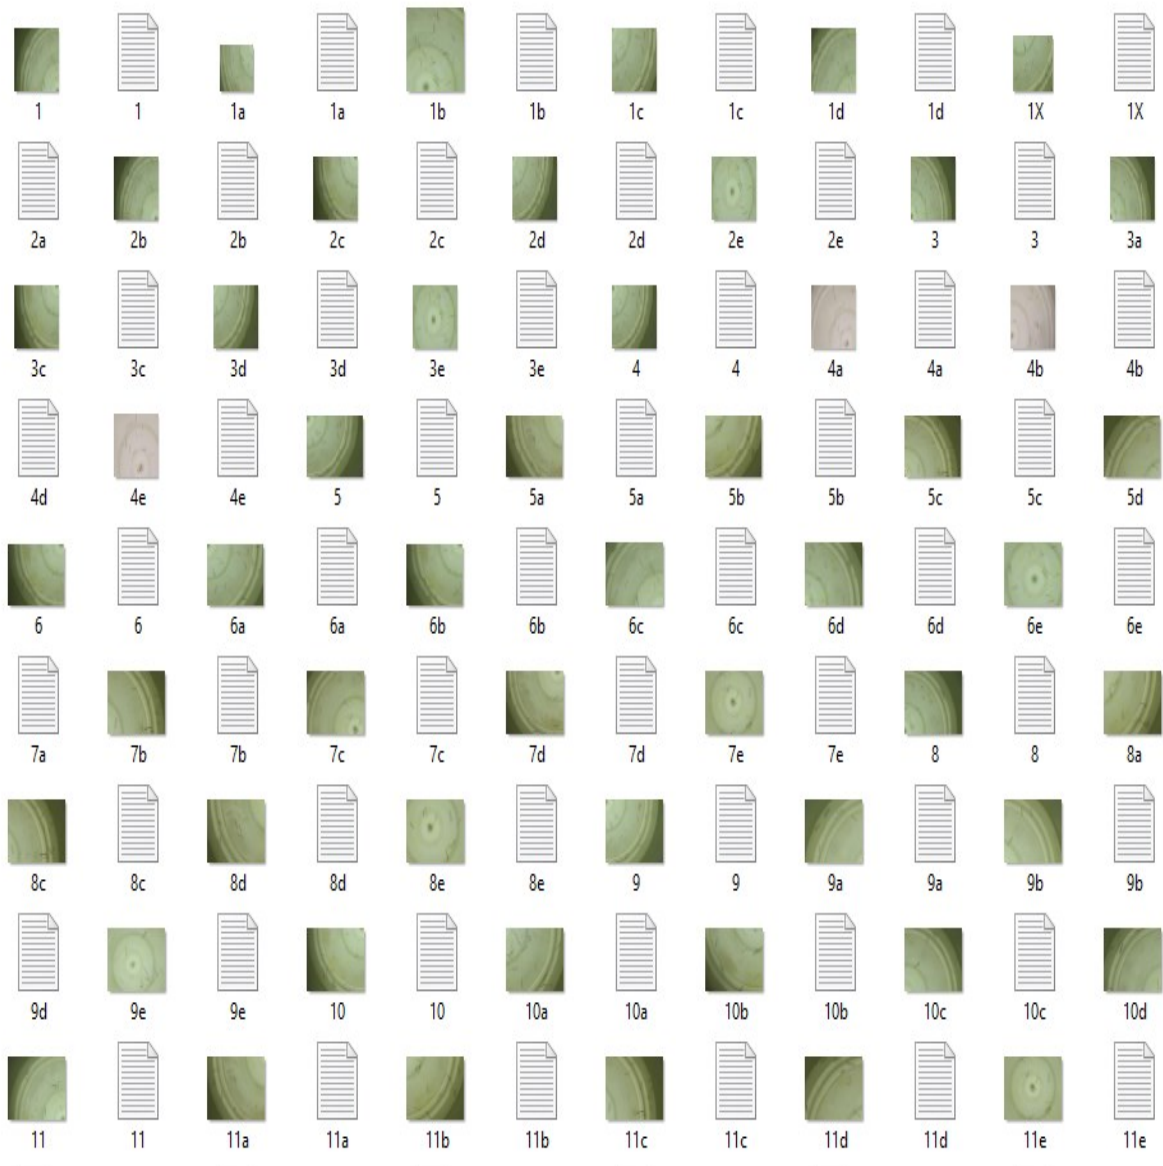 1 1 1a 1a 1b 1b 1c 1c 1d 1d 1X 1X
2a 2b 2b 2c 2c 2d 2d 2e 2e 3 3 3a
3c 3c 3d 3d 3e 3e 4 4 4a 4a 4b 4b
4d 4e 4e 5 5 5a 5a 5b 5b 5c 5c 5d
6 6 6a 6a 6b 6b 6c 6c 6d 6d 6e 6e
7a 7b 7b 7c 7c 7d 7d 7e 7e 8 8 8a
8c 8c 8d 8d 8e 8e 9 9 9a 9a 9b 9b
9d 9e 9e 10 10 10a 10a 10b 10b 10c 10c 10d
11 11 11a 11a 11b 11b 11c 11c 11d 11d 11e 11e